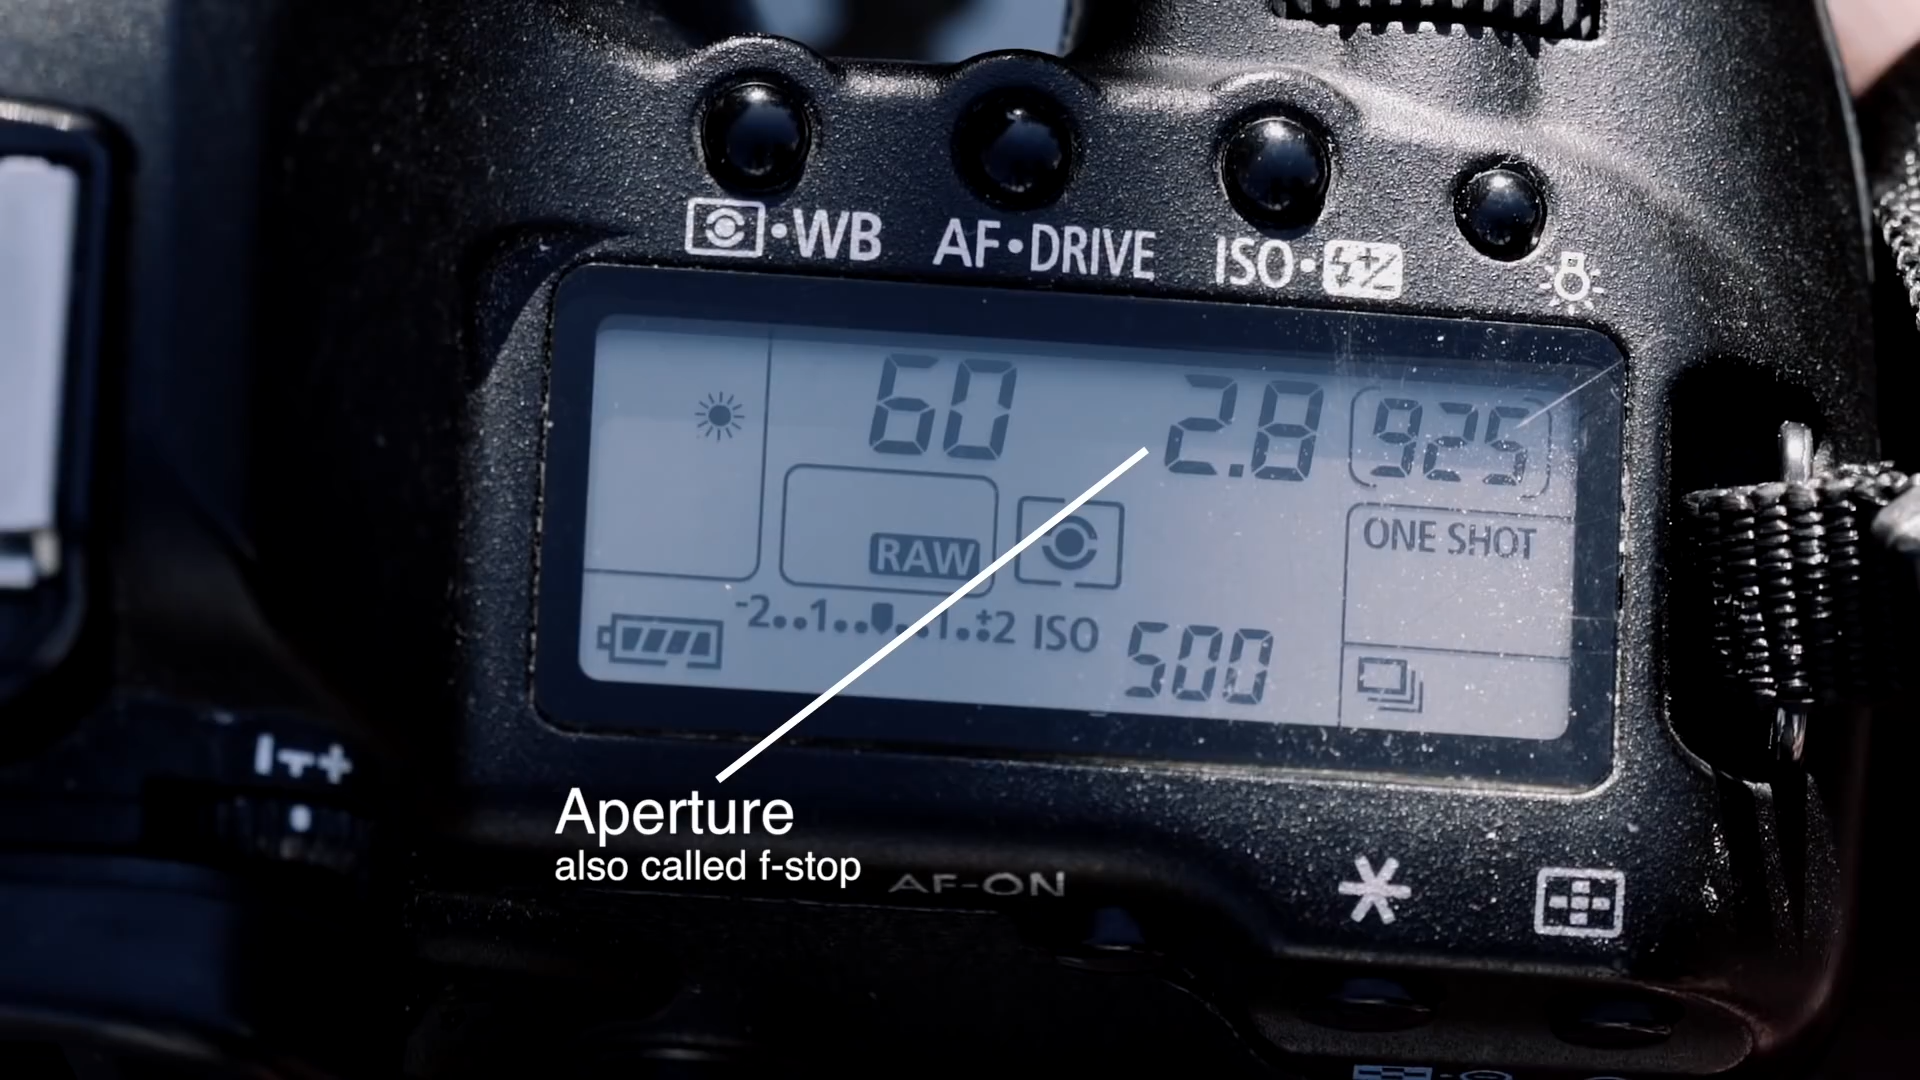 WB
AF•DRIVE
ISO•
60
2.8
[925]
RAW
ONE SHOT
-2..1..▼..1.:+2
ISO 500
Aperture
also called f-stop
AF-ON